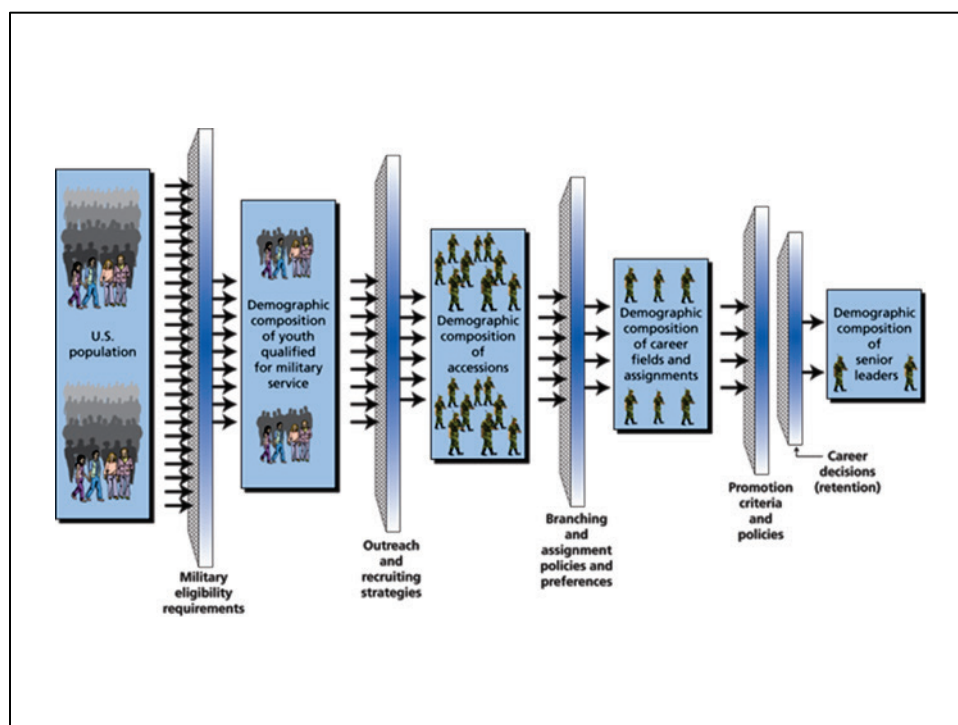 U.S.
population
Military
eligibility
requirements
Demographic
composition
of youth
qualified
for military
service
Outreach
and
recruiting
strategies
Demographic
composition
of
accessions
Branching
and
assignment
policies and
preferences
Demographic
composition
of career
fields and
assignments
Promotion
criteria
and
policies
Career
decisions
(retention)
Demographic
composition
of
senior
leaders